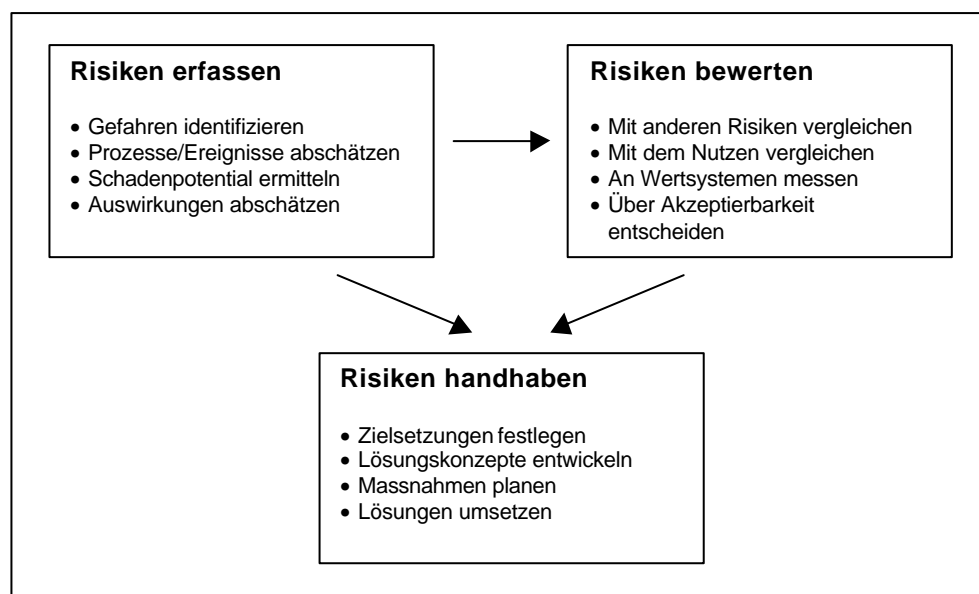 Risiken erfassen
• Gefahren identifizieren
• Prozesse/Ereignisse abschätzen
• Schadenpotential ermitteln
• Auswirkungen abschätzen
Risiken bewerten
• Mit anderen Risiken vergleichen
• Mit dem Nutzen vergleichen
• An Wertsystemen messen
• Über Akzeptierbarkeit
entscheiden
Risiken handhaben
• Zielsetzungen festlegen
• Lösungskonzepte entwickeln
• Massnahmen planen
• Lösungen umsetzen